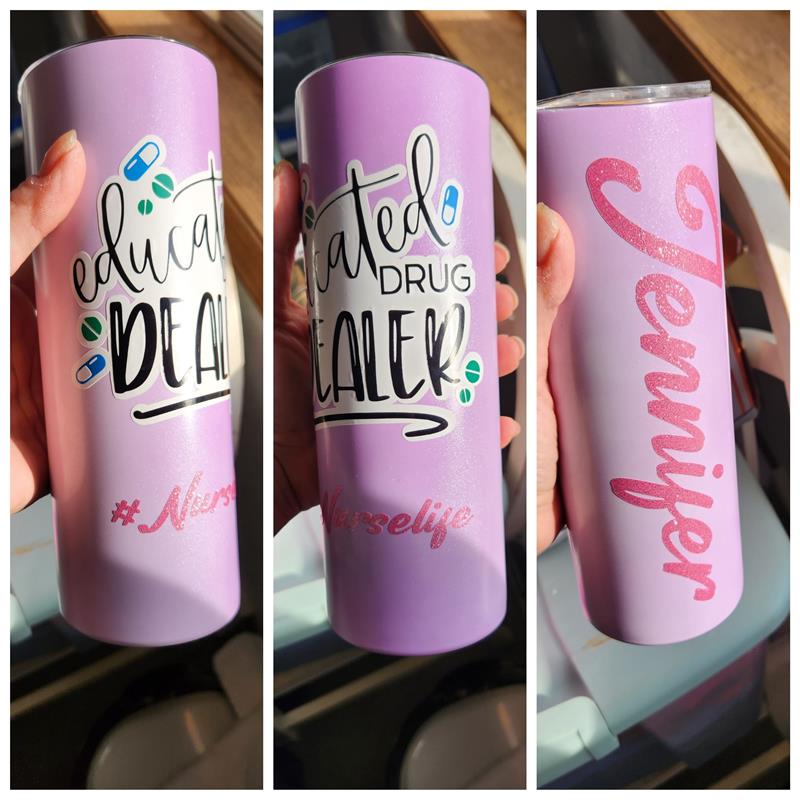 educat
DEAL
#Nurse
cated
DRUG
EALER
Nurselife
Jennifer